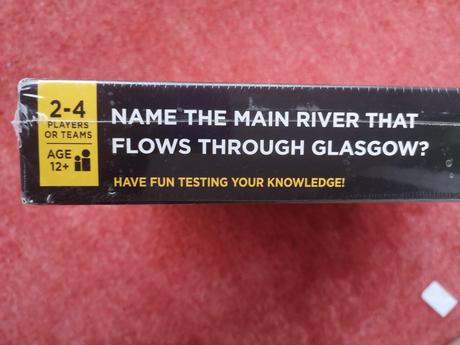 2-4
PLAYERS
OR TEAMS
AGE
12+
NAME THE MAIN RIVER THAT
FLOWS THROUGH GLASGOW?
HAVE FUN TESTING YOUR KNOWLEDGE!